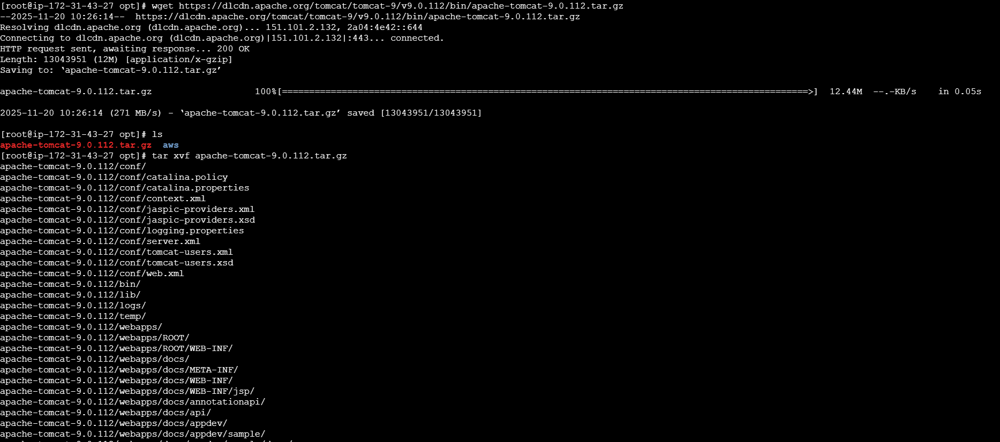 [root@ip-172-31-43-27 opt]# wget https://dlcdn.apache.org/tomcat/tomcat-9/v9.0.112/bin/apache-tomcat-9.0.112.tar.gz
--2025-11-20 10:26:14--  https://dlcdn.apache.org/tomcat/tomcat-9/v9.0.112/bin/apache-tomcat-9.0.112.tar.gz
Resolving dlcdn.apache.org (dlcdn.apache.org)... 151.101.2.132, 2a04:4e42::644
Connecting to dlcdn.apache.org (dlcdn.apache.org)|151.101.2.132|:443... connected.
HTTP request sent, awaiting response... 200 OK
Length: 13043951 (12M) [application/x-gzip]
Saving to: ‘apache-tomcat-9.0.112.tar.gz’
apache-tomcat-9.0.112.tar.gz                   100%[=================================================================================================>]  12.44M  --.-KB/s    in 0.05s
2025-11-20 10:26:14 (271 MB/s) - ‘apache-tomcat-9.0.112.tar.gz’ saved [13043951/13043951]
[root@ip-172-31-43-27 opt]# ls
apache-tomcat-9.0.112.tar.gz  aws
[root@ip-172-31-43-27 opt]# tar xvf apache-tomcat-9.0.112.tar.gz
apache-tomcat-9.0.112/conf/
apache-tomcat-9.0.112/conf/catalina.policy
apache-tomcat-9.0.112/conf/catalina.properties
apache-tomcat-9.0.112/conf/context.xml
apache-tomcat-9.0.112/conf/jaspic-providers.xml
apache-tomcat-9.0.112/conf/jaspic-providers.xsd
apache-tomcat-9.0.112/conf/logging.properties
apache-tomcat-9.0.112/conf/server.xml
apache-tomcat-9.0.112/conf/tomcat-users.xml
apache-tomcat-9.0.112/conf/tomcat-users.xsd
apache-tomcat-9.0.112/conf/web.xml
apache-tomcat-9.0.112/bin/
apache-tomcat-9.0.112/lib/
apache-tomcat-9.0.112/logs/
apache-tomcat-9.0.112/temp/
apache-tomcat-9.0.112/webapps/
apache-tomcat-9.0.112/webapps/ROOT/
apache-tomcat-9.0.112/webapps/ROOT/WEB-INF/
apache-tomcat-9.0.112/webapps/docs/
apache-tomcat-9.0.112/webapps/docs/META-INF/
apache-tomcat-9.0.112/webapps/docs/WEB-INF/
apache-tomcat-9.0.112/webapps/docs/WEB-INF/jsp/
apache-tomcat-9.0.112/webapps/docs/annotationapi/
apache-tomcat-9.0.112/webapps/docs/api/
apache-tomcat-9.0.112/webapps/docs/appdev/
apache-tomcat-9.0.112/webapps/docs/appdev/sample/